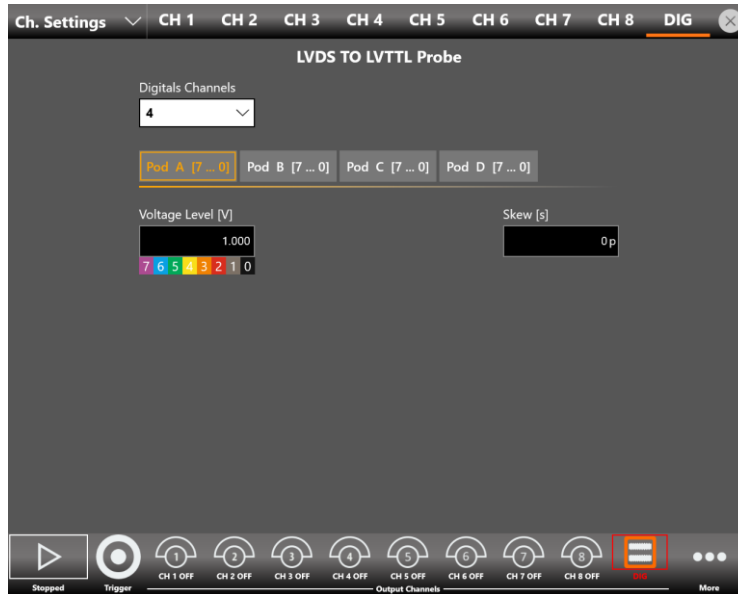 Ch. Settings CH 1 CH 2 CH 3 CH 4 CH 5 CH 6 CH 7 CH 8 DIG
LVDS TO LVTTL Probe
Digitals Channels
4
Pod A [7 ... 0] Pod B [7 ... 0] Pod C [7 ... 0] Pod D [7 ... 0]
Voltage Level [V] Skew [s]
1.000 0 p
7 6 5 4 3 2 1 0
1 2 3 4 5 6 7 8
Stopped Trigger CH 1 OFF CH 2 OFF CH 3 OFF CH 4 OFF CH 5 OFF CH 6 OFF CH 7 OFF CH 8 OFF DIG More
Output Channels